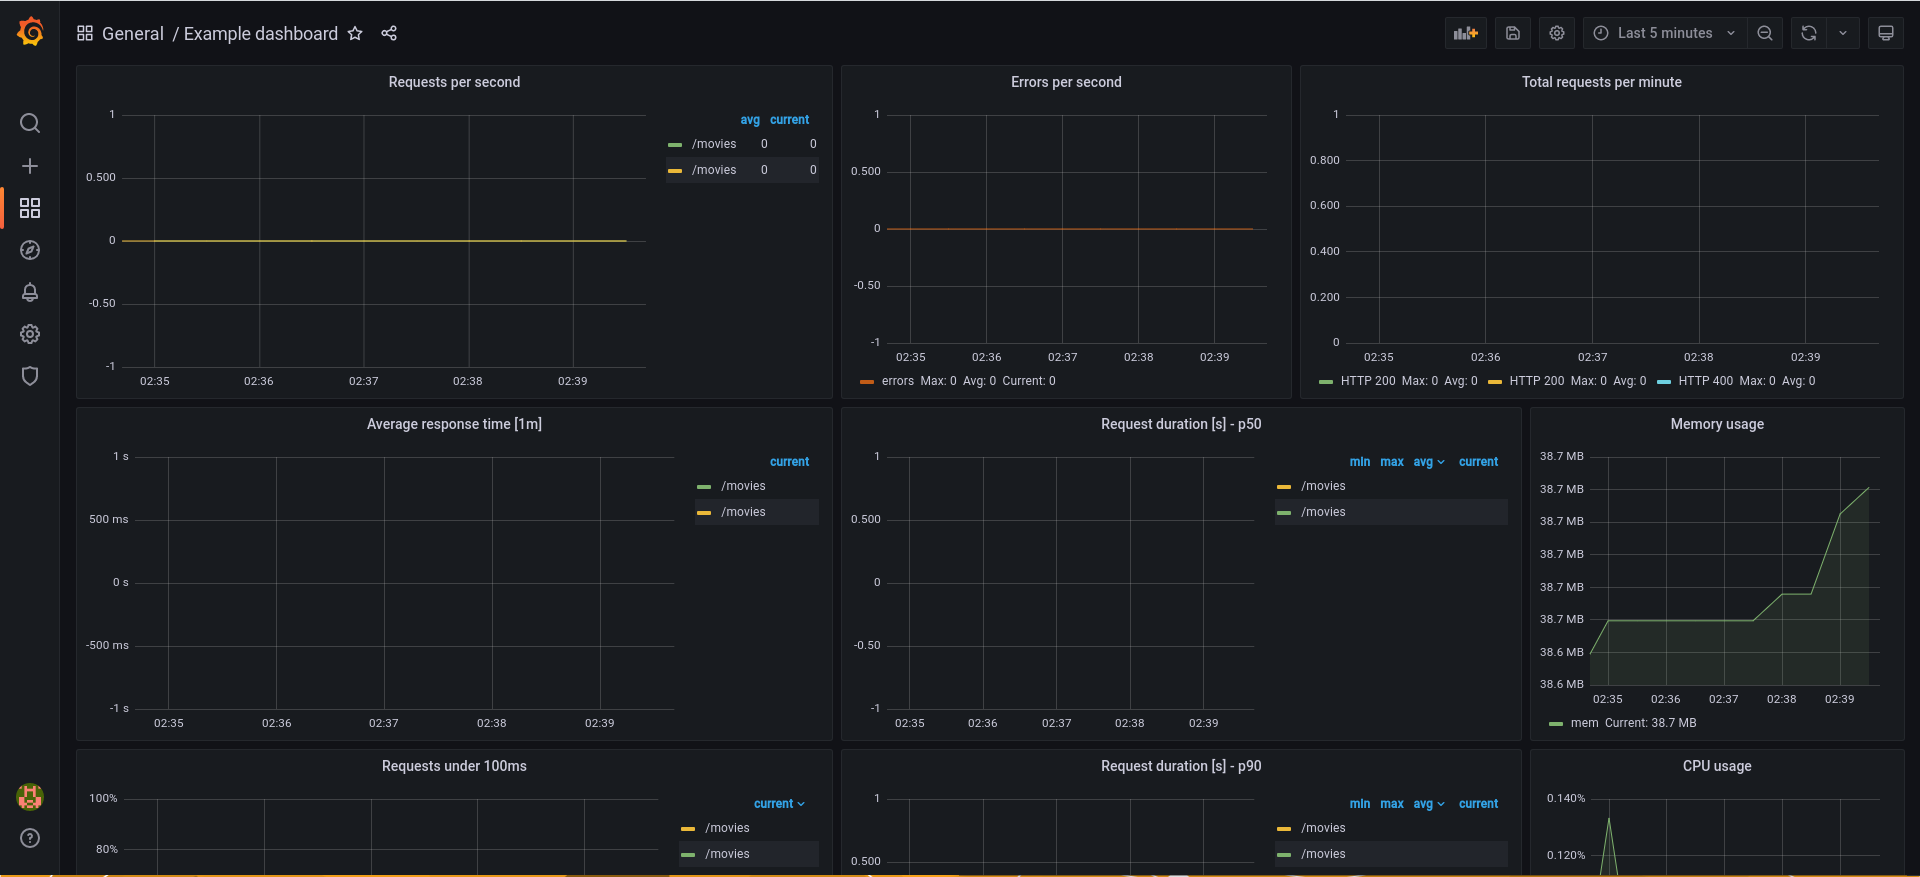 General / Example dashboard
Last 5 minutes
Requests per second
1
0.500
0
-0.50
-1
02:35 02:36 02:37 02:38 02:39
avg current
/movies 0 0
/movies 0 0
Errors per second
1
0.500
0
-0.50
-1
02:35 02:36 02:37 02:38 02:39
errors Max: 0 Avg: 0 Current: 0
Total requests per minute
1
0.800
0.600
0.400
0.200
0
02:35 02:36 02:37 02:38 02:39
HTTP 200 Max: 0 Avg: 0 HTTP 200 Max: 0 Avg: 0 HTTP 400 Max: 0 Avg: 0
Average response time [1m]
1 s
500 ms
0 s
-500 ms
-1 s
02:35 02:36 02:37 02:38 02:39
current
/movies
/movies
Request duration [s] - p50
1
0.500
0
-0.50
-1
02:35 02:36 02:37 02:38 02:39
min max avg current
/movies
/movies
Memory usage
38.7 MB
38.7 MB
38.7 MB
38.7 MB
38.7 MB
38.7 MB
38.6 MB
38.6 MB
02:35 02:36 02:37 02:38 02:39
mem Current: 38.7 MB
Requests under 100ms
100%
80%
current
/movies
/movies
Request duration [s] - p90
1
0.500
min max avg current
/movies
/movies
CPU usage
0.140%
0.120%